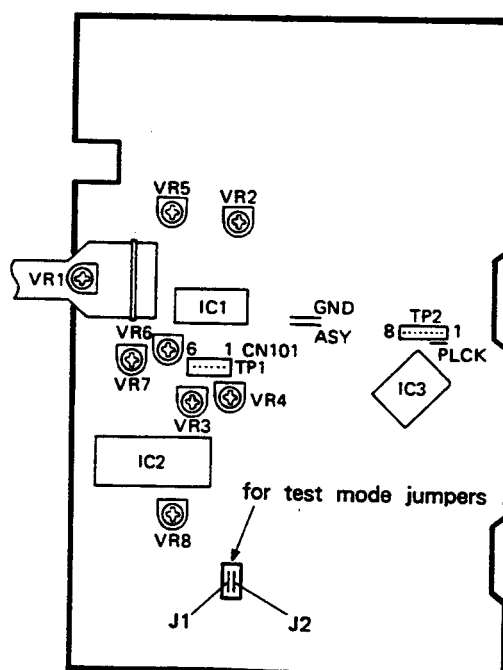 VR5
VR2
VR1
IC1
GND
ASY
TP2
8 1
PLCK
VR6
6 1 CN101
TP1
VR7
IC3
VR3
VR4
IC2
for test mode jumpers
VR8
J1
J2